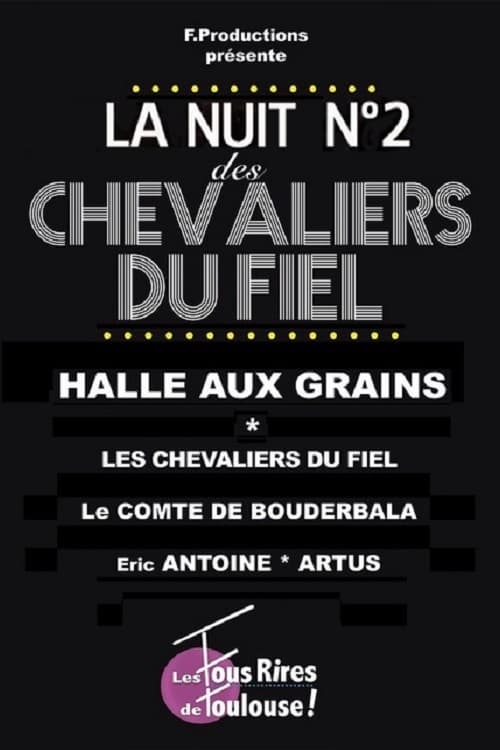 F.Productions
présente
LA NUIT N°2
des
CHEVALIERS
DU FIEL
HALLE AUX GRAINS
*
LES CHEVALIERS DU FIEL
Le COMTE DE BOUDERBALA
Eric ANTOINE * ARTUS
Les Fous Rires
de Toulouse !